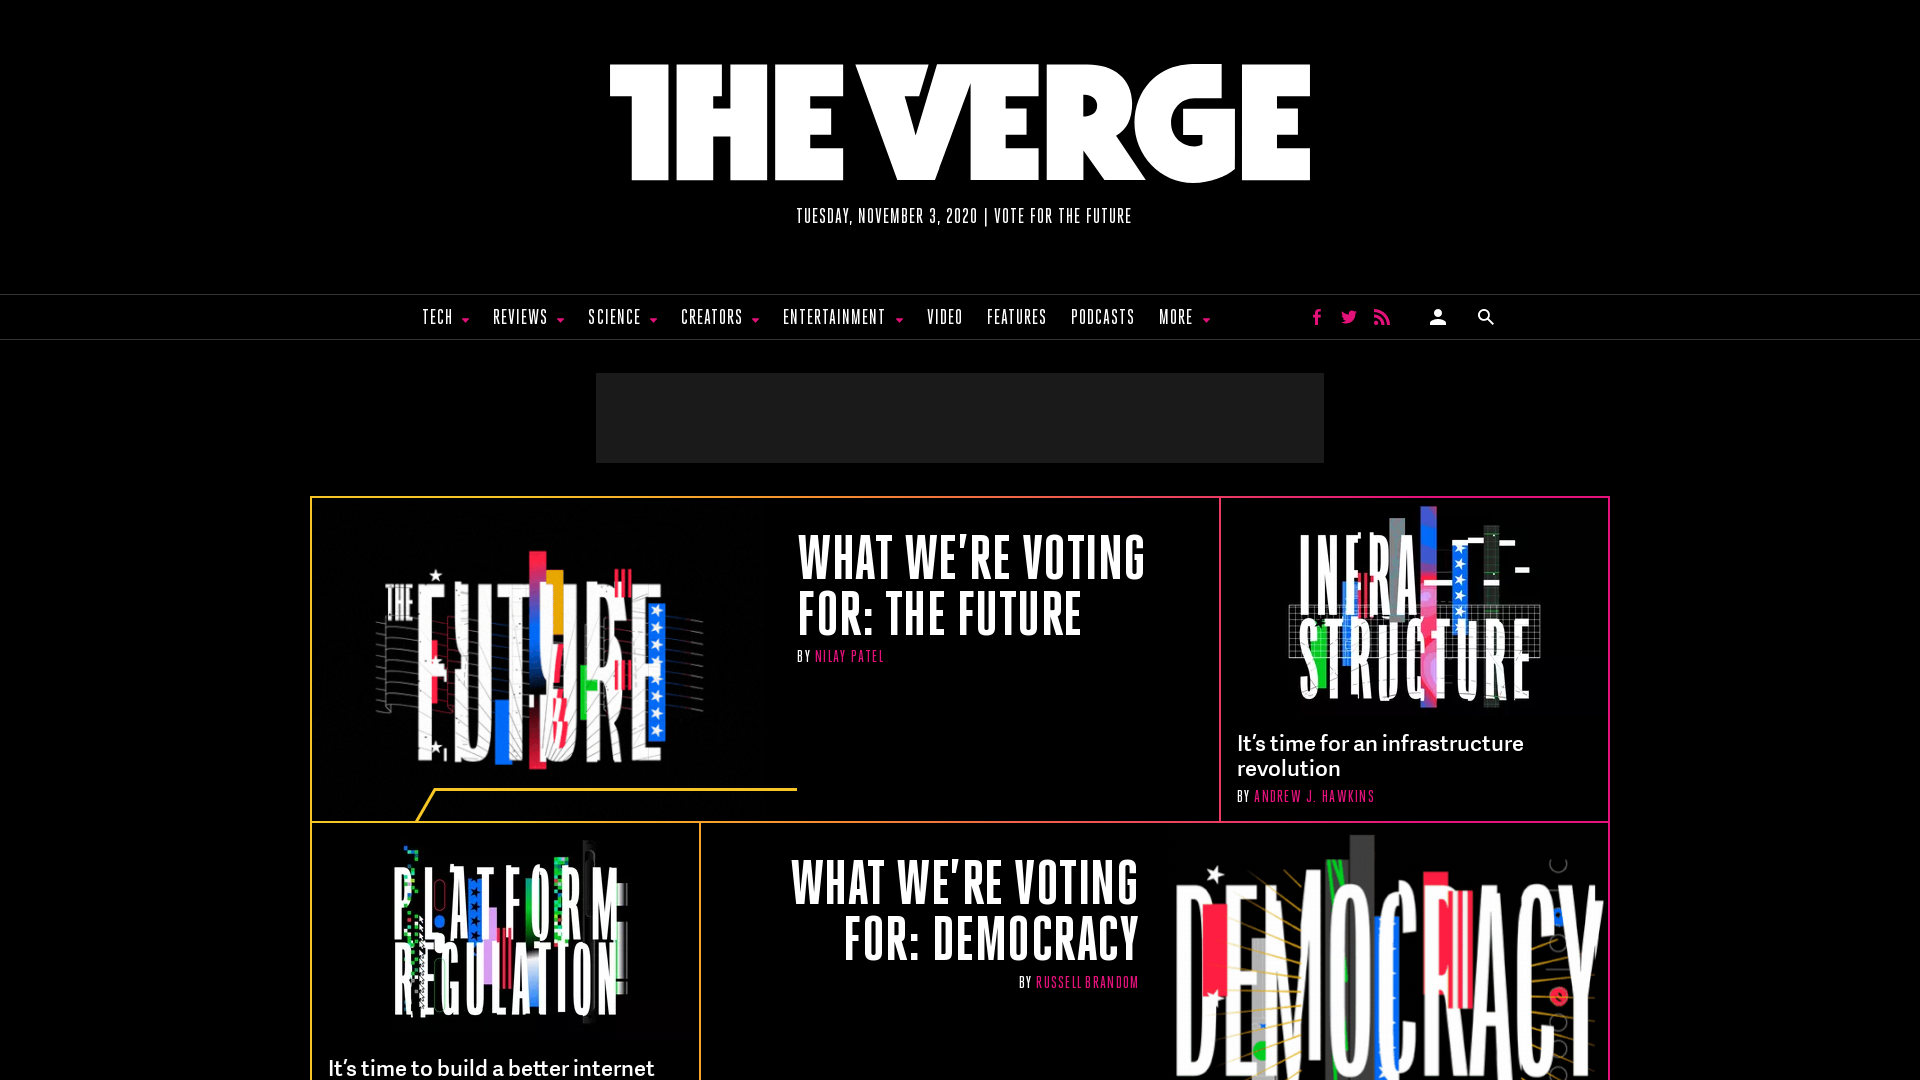 THE VERGE
TUESDAY, NOVEMBER 3, 2020 | VOTE FOR THE FUTURE
TECH REVIEWS SCIENCE CREATORS ENTERTAINMENT VIDEO FEATURES PODCASTS MORE
THE FUTURE
WHAT WE'RE VOTING
FOR: THE FUTURE
BY NILAY PATEL
INFRA
STRUCTURE
It's time for an infrastructure
revolution
BY ANDREW J. HAWKINS
PLATFORM
REGULATION
It's time to build a better internet
WHAT WE'RE VOTING
FOR: DEMOCRACY
BY RUSSELL BRANDOM
DEMOCRACY